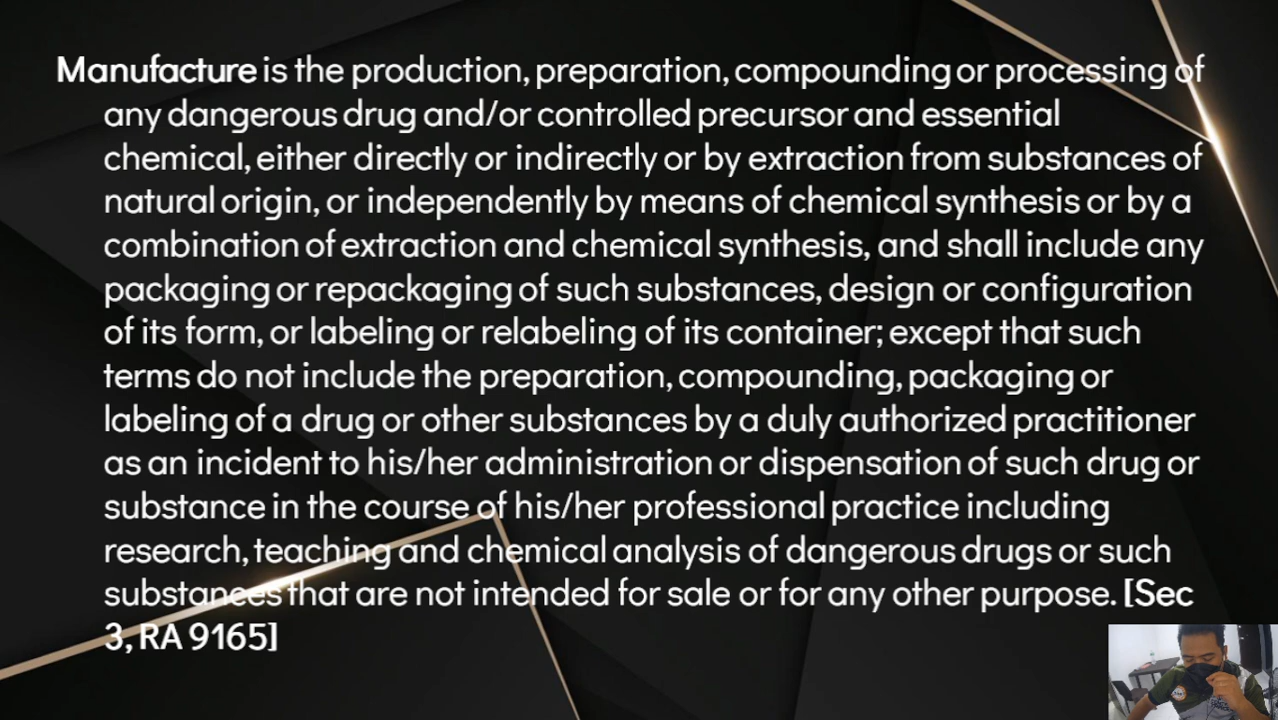 Manufacture is the production, preparation, compounding or processing of
any dangerous drug and/or controlled precursor and essential
chemical, either directly or indirectly or by extraction from substances of
natural origin, or independently by means of chemical synthesis or by a
combination of extraction and chemical synthesis, and shall include any
packaging or repackaging of such substances, design or configuration
of its form, or labeling or relabeling of its container; except that such
terms do not include the preparation, compounding, packaging or
labeling of a drug or other substances by a duly authorized practitioner
as an incident to his/her administration or dispensation of such drug or
substance in the course of his/her professional practice including
research, teaching and chemical analysis of dangerous drugs or such
substances that are not intended for sale or for any other purpose. [Sec
3, RA 9165]